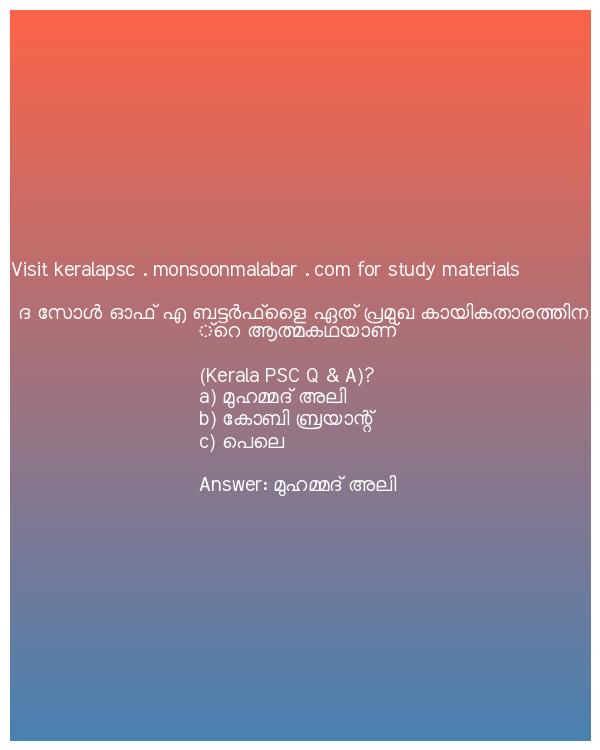 Visit keralapsc . monsoonmalabar . com for study materials
ദ സോൾ ഓഫ് എ ബട്ടർഫ്ളൈ ഏത് പ്രമുഖ കായികതാരത്തിന
്റെ ആത്മകഥയാണ്
(Kerala PSC Q & A)?
a) മുഹമ്മദ് അലി
b) കോബി ബ്രയാന്റ്
c) പെലെ
Answer: മുഹമ്മദ് അലി